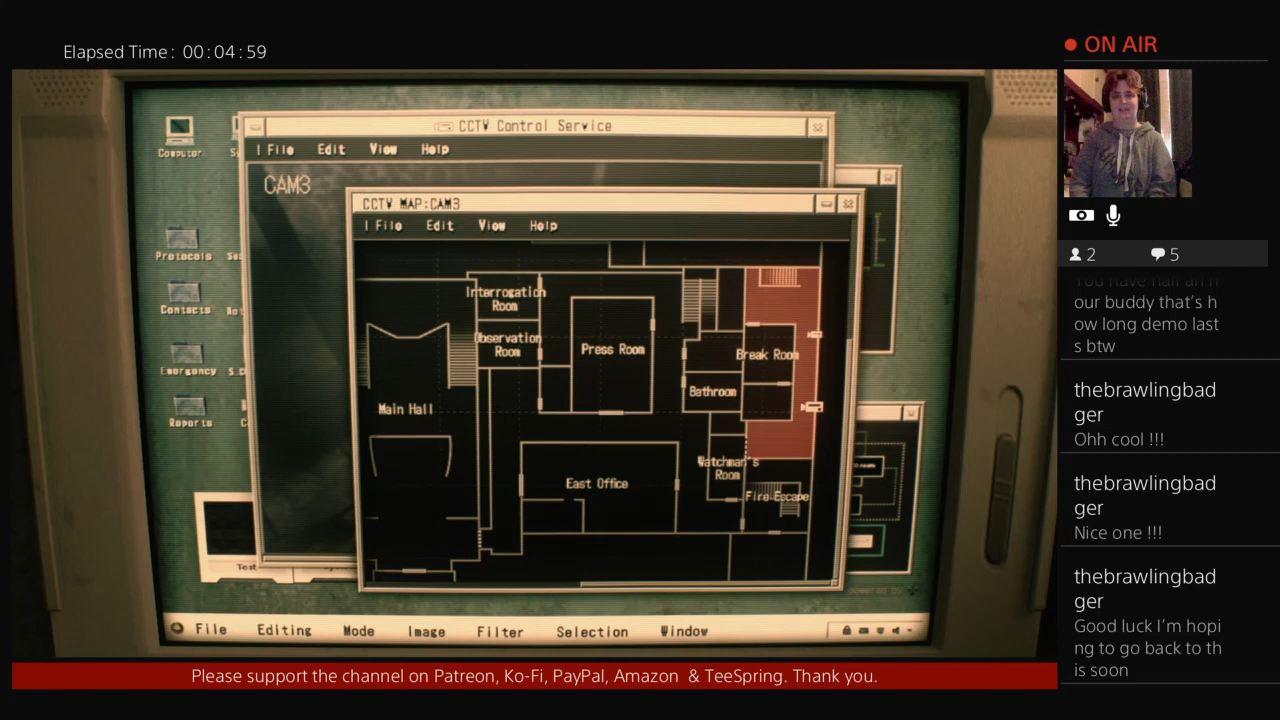 Elapsed Time: 00:04:59
ON AIR
CCTV Control Service
File Edit View Help
Computer
CAM3
CCTV MAP:CAM3
File Edit View Help
Protocols
Contacts
Emergency
Reports
Interrogation
Room
Observation
Room
Press Room
Break Room
Bathroom
Main Hall
Watchman's
Room
East Office
Fire Escape
Test
File Editing Mode Image Filter Selection Window
Please support the channel on Patreon, Ko-Fi, PayPal, Amazon & TeeSpring. Thank you.
2 5
You have half an h
our buddy that's h
ow long demo last
s btw
thebrawlingbad
ger
Ohh cool !!!
thebrawlingbad
ger
Nice one !!!
thebrawlingbad
ger
Good luck I'm hopi
ng to go back to th
is soon